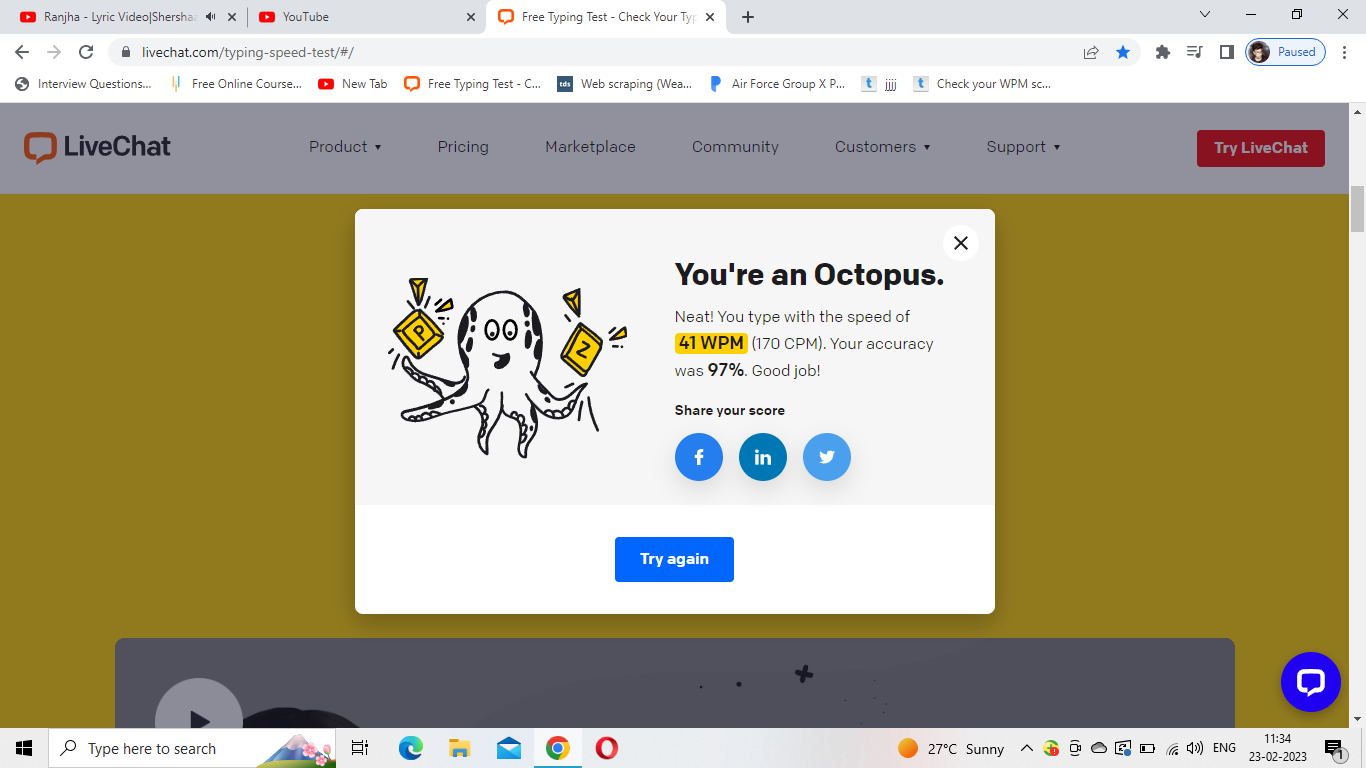 Ranjha - Lyric Video|Shersha
YouTube
Free Typing Test - Check Your Typ
livechat.com/typing-speed-test/#/
Paused
Interview Questions...
Free Online Course...
New Tab
Free Typing Test - C...
tds
Web scraping (Wea...
Air Force Group X P...
t
jjjj
t
Check your WPM sc...
LiveChat
Product
Pricing
Marketplace
Community
Customers
Support
Try LiveChat
P
Z
You're an Octopus.
Neat! You type with the speed of
41 WPM (170 CPM). Your accuracy
was 97%. Good job!
Share your score
f
in
Try again
Type here to search
27°C Sunny
ENG
11:34
23-02-2023
1